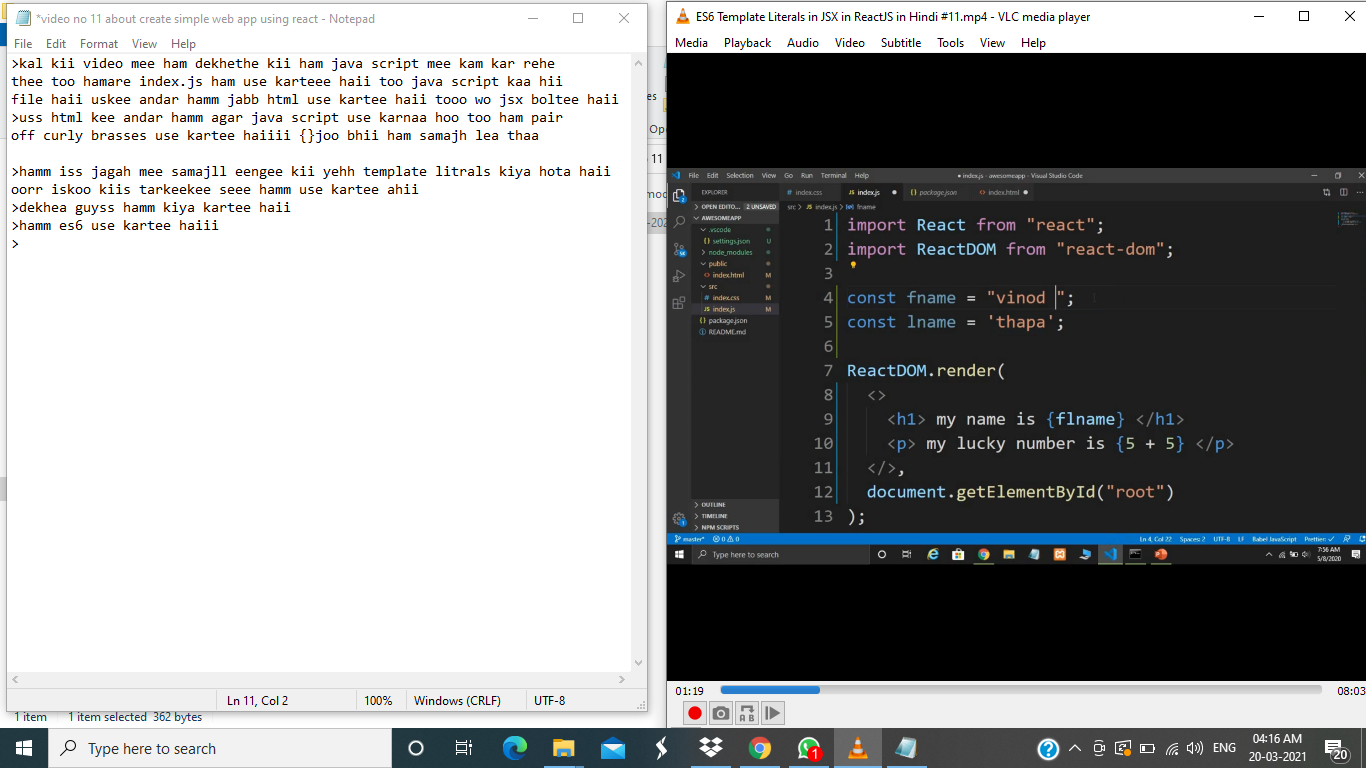 *video no 11 about create simple web app using react - Notepad
File Edit Format View Help
>kal kii video mee ham dekhethe kii ham java script mee kam kar rehe
thee too hamare index.js ham use karteee haii too java script kaa hii
file haii uskee andar hamm jabb html use kartee haii tooo wo jsx boltee haii
>uss html kee andar hamm agar java script use karnaa hoo too ham pair
off curly brasses use kartee haiiii {}joo bhii ham samajh lea thaa
>hamm iss jagah mee samajll eengee kii yehh template litrals kiya hota haii
oorr iskoo kiis tarkeekee seee hamm use kartee ahii
>dekhea guyss hamm kiya kartee haii
>hamm es6 use kartee haiii
>
Ln 11, Col 2 100% Windows (CRLF) UTF-8
1 item 1 item selected 362 bytes
es
Ope
11
mod
-202
ES6 Template Literals in JSX in ReactJS in Hindi #11.mp4 - VLC media player
Media Playback Audio Video Subtitle Tools View Help
File Edit Selection View Go Run Terminal Help
● index.js - awesomeapp - Visual Studio Code
EXPLORER
OPEN EDITO... 2 UNSAVED
AWESOMEAPP
.vscode
settings.json U
node_modules
public
index.html M
src
index.css M
index.js M
package.json
README.md
OUTLINE
TIMELINE
NPM SCRIPTS
# index.css JS index.js ● {} package.json <> index.html ●
src > JS index.js > fname
1 import React from "react";
2 import ReactDOM from "react-dom";
3
4 const fname = "vinod ";
5 const lname = 'thapa';
6
7 ReactDOM.render(
8 <>
9 <h1> my name is {flname} </h1>
10 <p> my lucky number is {5 + 5} </p>
11 </>,
12 document.getElementById("root")
13 );
master* 0 0 Ln 4, Col 22 Spaces: 2 UTF-8 LF Babel JavaScript Prettier: ✓
Type here to search
7:56 AM
5/8/2020
01:19 08:03
A B
Type here to search
1
ENG
04:16 AM
20-03-2021
20